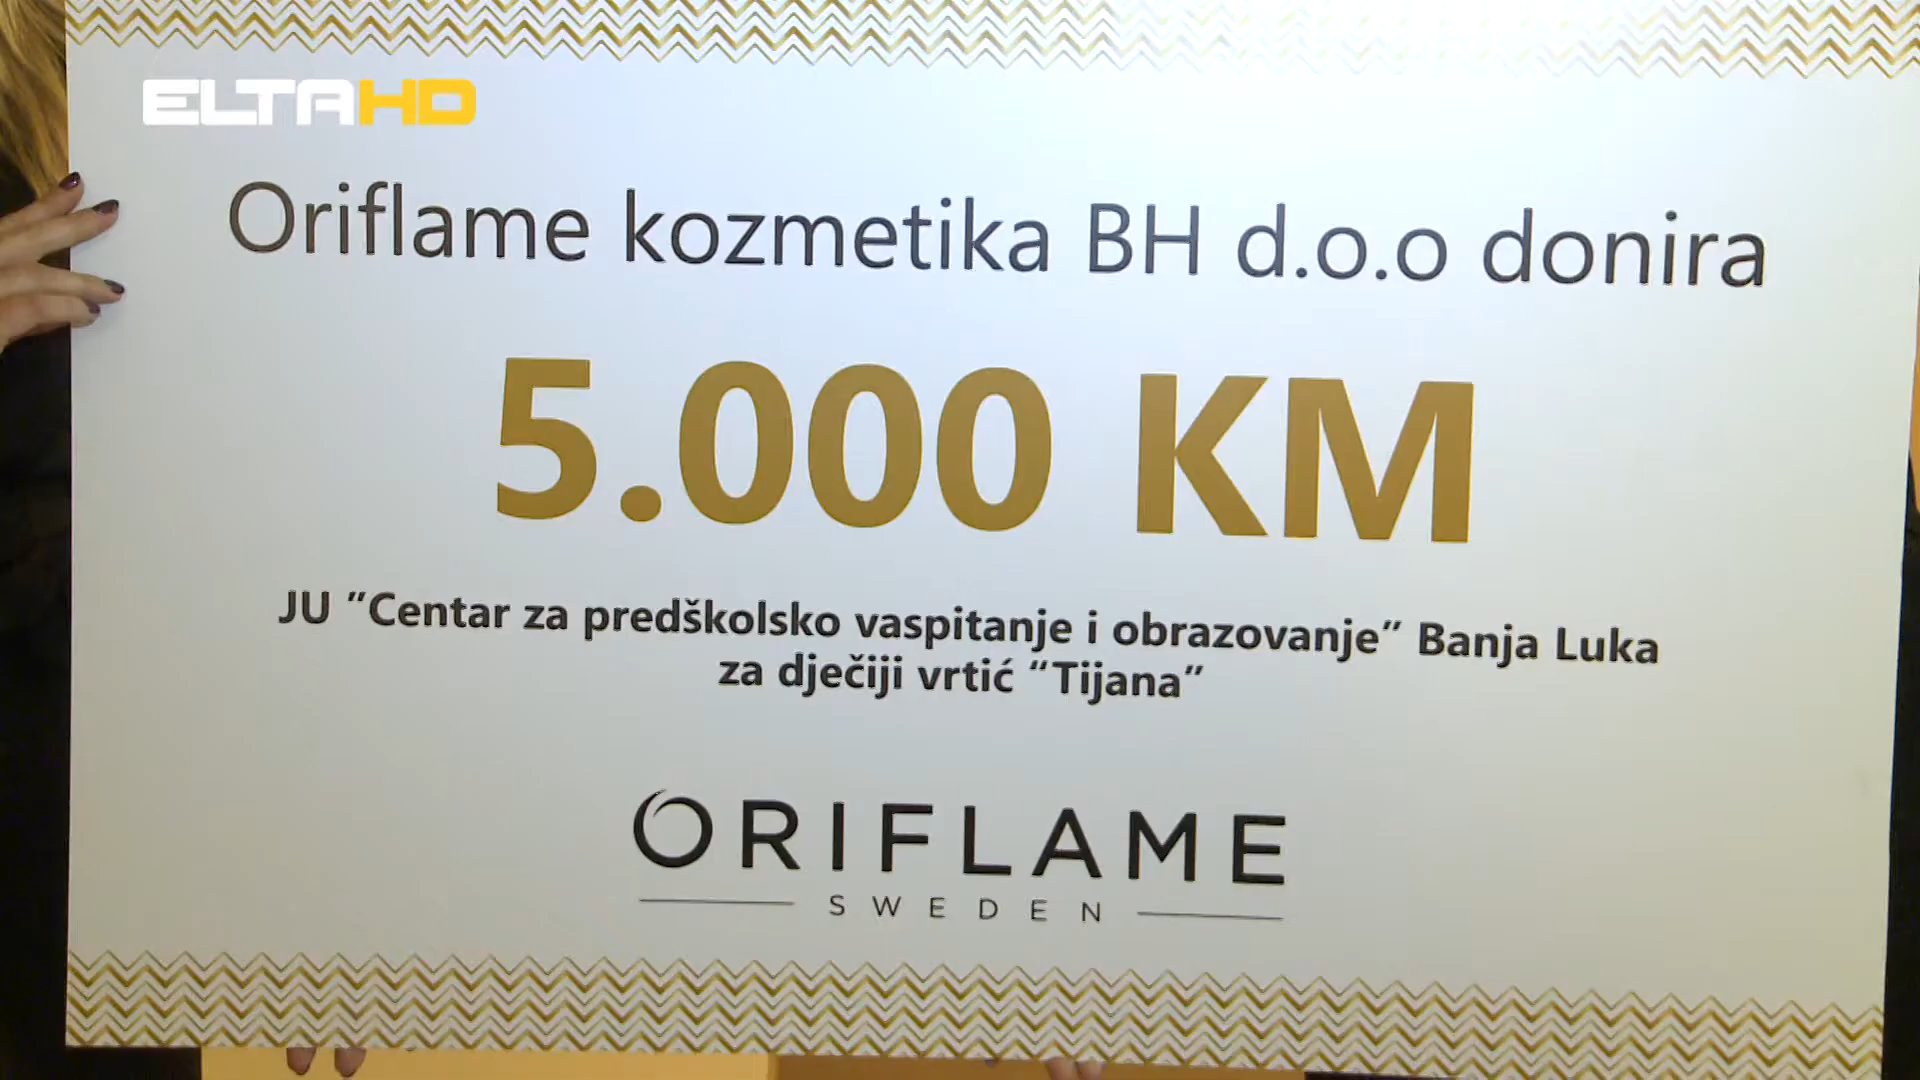 ELTAHD
Oriflame kozmetika BH d.o.o donira
5.000 KM
JU ”Centar za predškolsko vaspitanje i obrazovanje” Banja Luka
za dječiji vrtić “Tijana”
ORIFLAME
SWEDEN